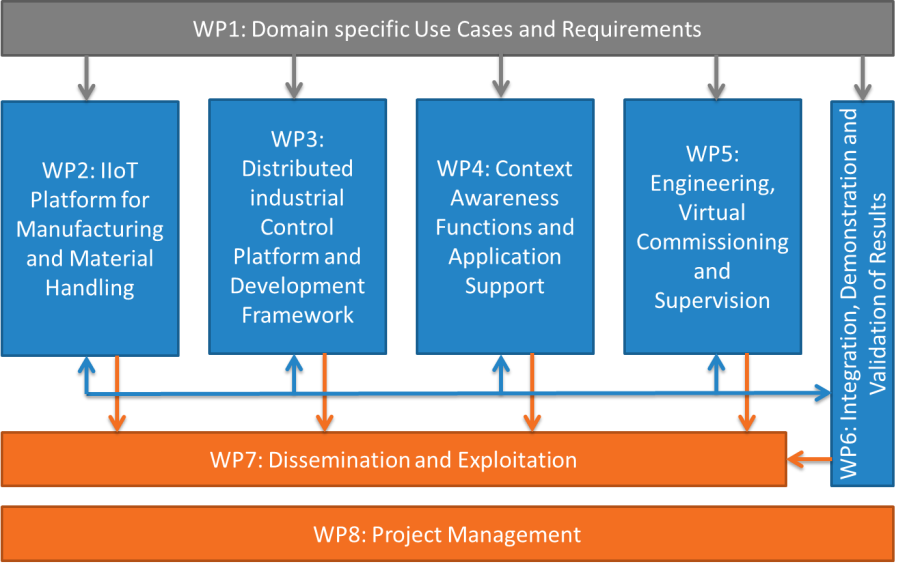 WP1: Domain specific Use Cases and Requirements
WP2: IIoT
Platform for
Manufacturing
and Material
Handling
WP3:
Distributed
industrial
Control
Platform and
Development
Framework
WP4: Context
Awareness
Functions and
Application
Support
WP5:
Engineering,
Virtual
Commissioning
and
Supervision
WP6: Integration, Demonstration and
Validation of Results
WP7: Dissemination and Exploitation
WP8: Project Management